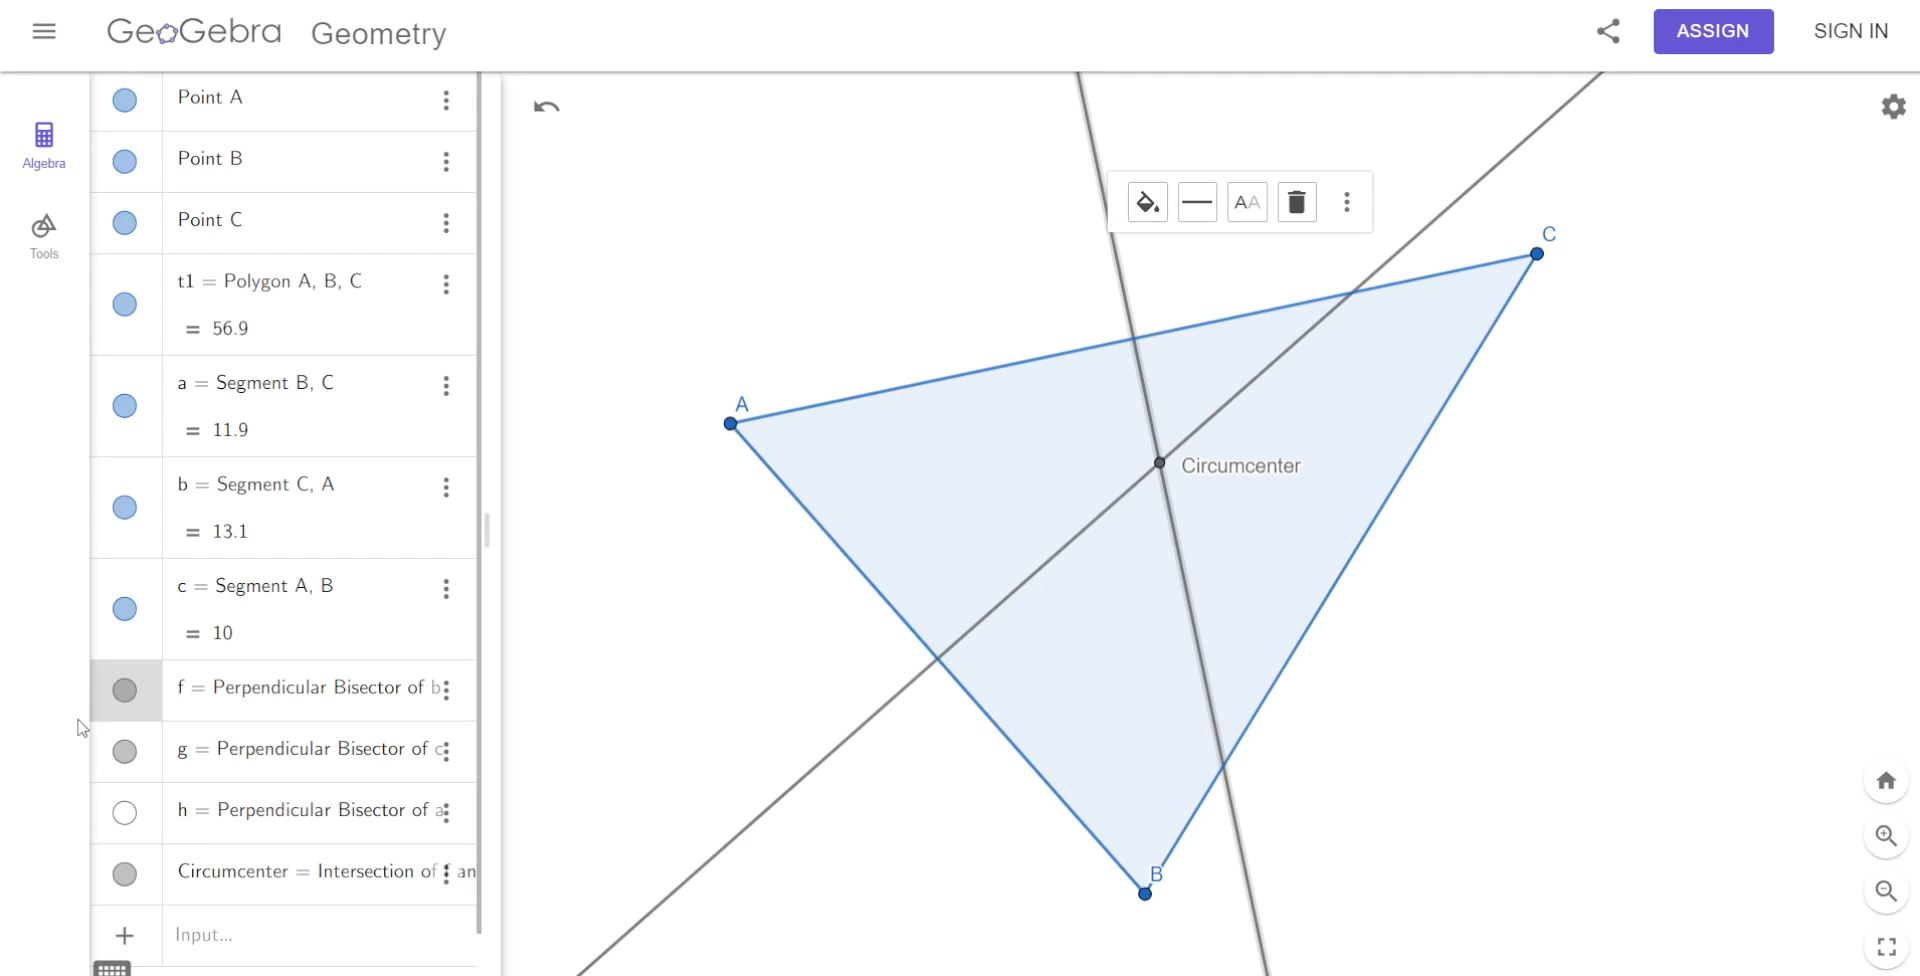 GeoGebra Geometry
ASSIGN
SIGN IN
Algebra
Tools
Point A
Point B
Point C
t1 = Polygon A, B, C
= 56.9
a = Segment B, C
= 11.9
b = Segment C, A
= 13.1
c = Segment A, B
= 10
f = Perpendicular Bisector of b
g = Perpendicular Bisector of c
h = Perpendicular Bisector of a
Circumcenter = Intersection of f an
Input...
AA
C
A
Circumcenter
B